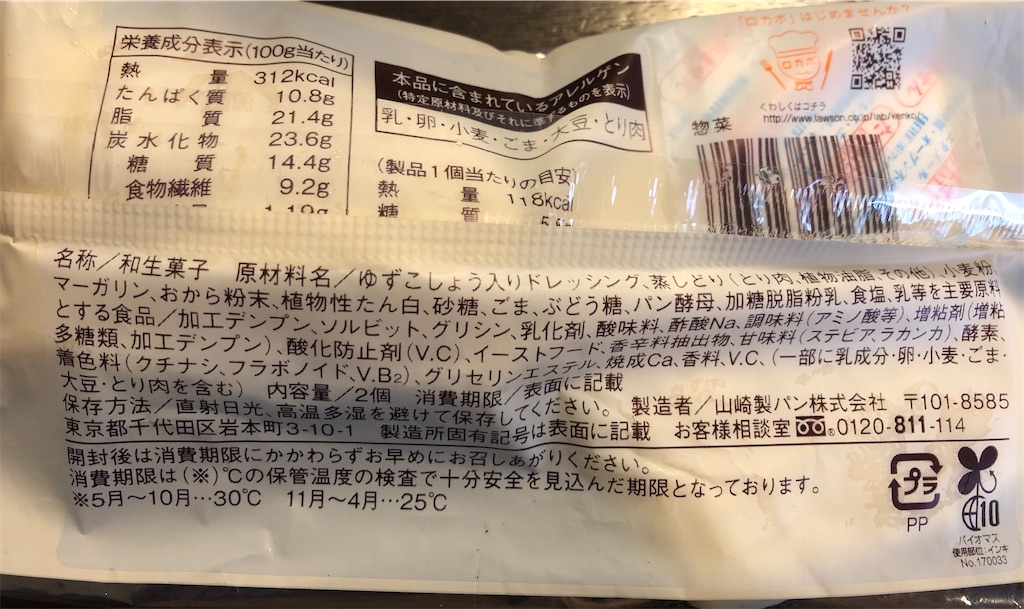 栄養成分表示(100g当たり)
熱量 312kcal
たんぱく質 10.8g
脂質 21.4g
炭水化物 23.6g
糖質 14.4g
食物繊維 9.2g
本品に含まれているアレルゲン
(特定原材料及びそれに準ずるものを表示)
乳・卵・小麦・ごま・大豆・とり肉
(製品1個当たりの目安)
熱量 118kcal
糖質
「ロカボ」はじめませんか?
ロカボ
くわしくはコチラ
http://www.lawson.co.jp/lab/kenko/
惣菜
名称/和生菓子 原材料名/ゆずこしょう入りドレッシング、蒸しどり(とり肉、植物油脂、その他)、小麦粉、
マーガリン、おから粉末、植物性たん白、砂糖、ごま、ぶどう糖、パン酵母、加糖脱脂粉乳、食塩、乳等を主要原料
とする食品/加工デンプン、ソルビット、グリシン、乳化剤、酸味料、酢酸Na、調味料(アミノ酸等)、増粘剤(増粘
多糖類、加工デンプン)、酸化防止剤(V.C)、イーストフード、香辛料抽出物、甘味料(ステビア、ラカンカ)、酵素、
着色料(クチナシ、フラボノイド、V.B₂)、グリセリンエステル、焼成Ca、香料、V.C、(一部に乳成分・卵・小麦・ごま・
大豆・とり肉を含む) 内容量/2個 消費期限/表面に記載
保存方法/直射日光、高温多湿を避けて保存してください。 製造者/山崎製パン株式会社 〒101-8585
東京都千代田区岩本町3-10-1 製造所固有記号は表面に記載 お客様相談室 0120-811-114
開封後は消費期限にかかわらずお早めにお召しあがりください。
消費期限は(※)℃の保管温度の検査で十分安全を見込んだ期限となっております。
※5月〜10月…30℃ 11月〜4月…25℃
プラ
PP
10
バイオマス
使用部位:インキ
No.170033